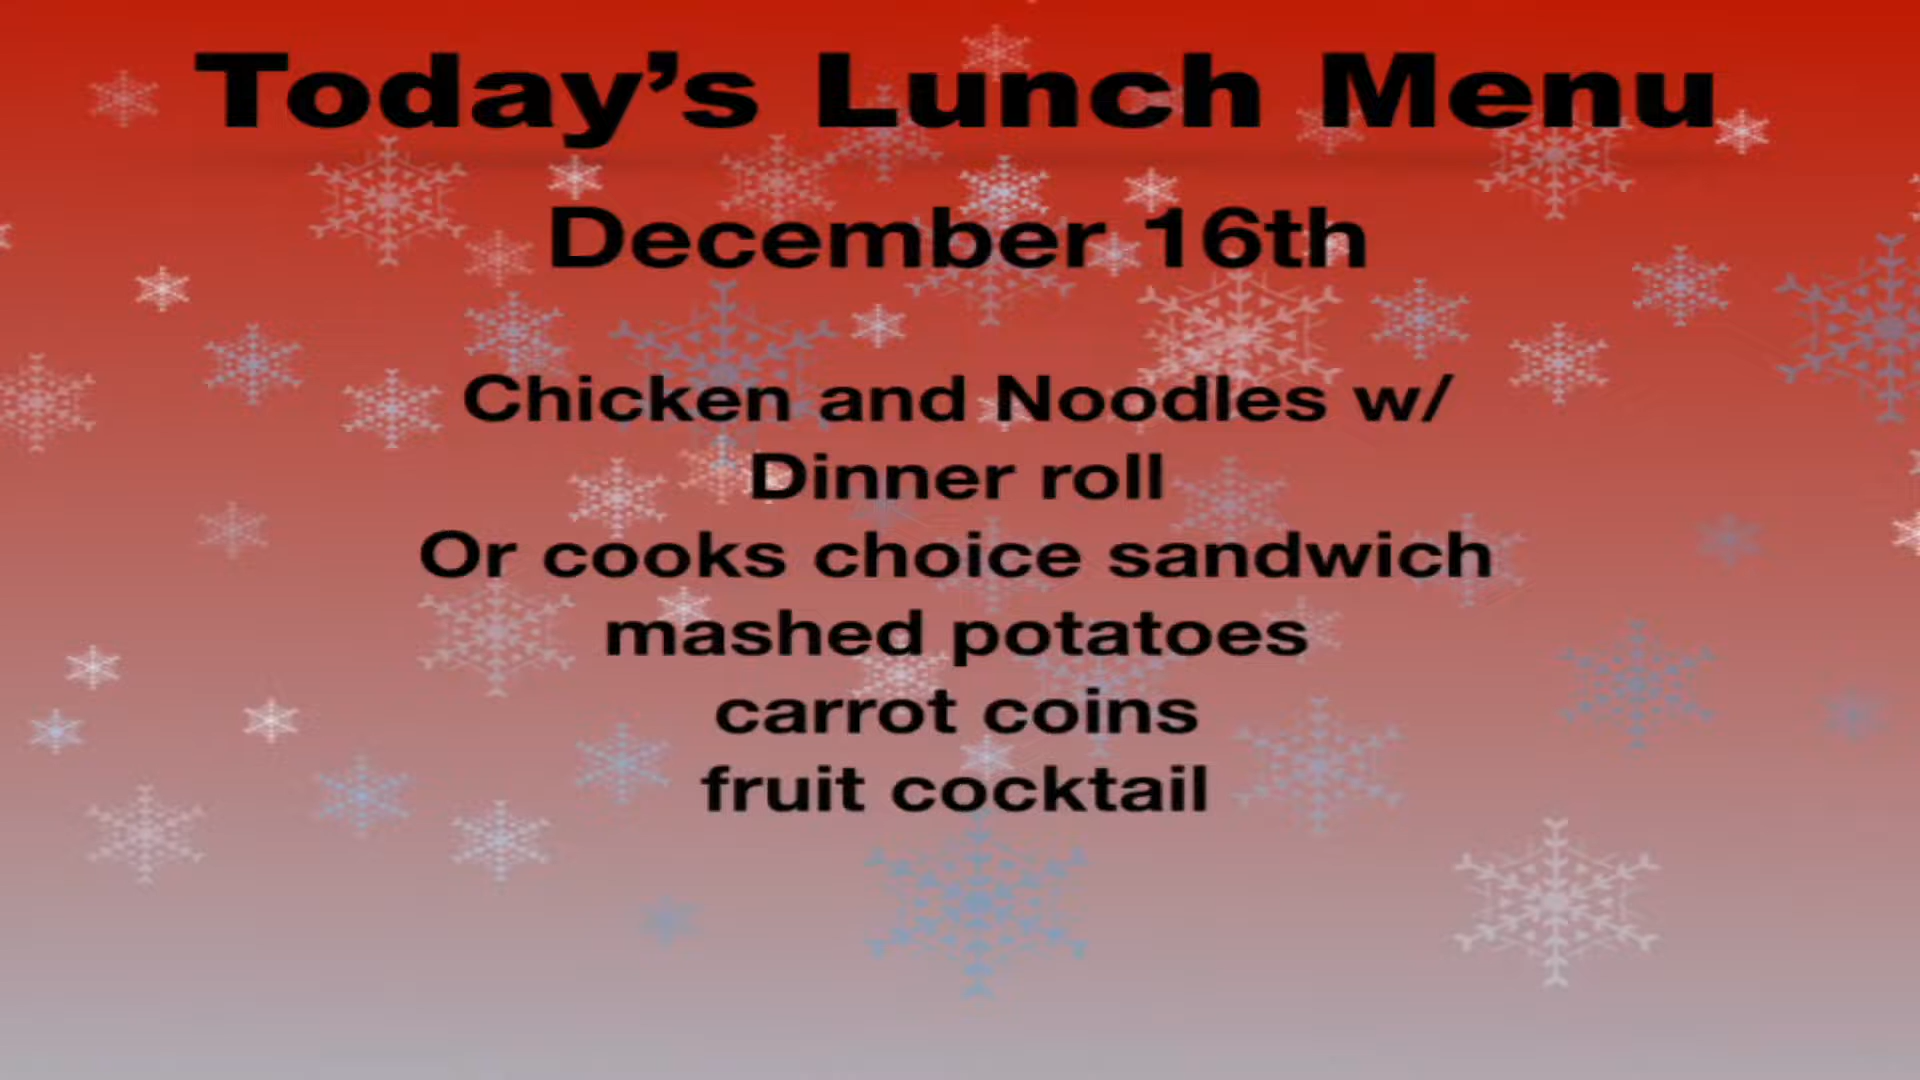 Today’s Lunch Menu
December 16th
Chicken and Noodles w/
Dinner roll
Or cooks choice sandwich
mashed potatoes
carrot coins
fruit cocktail